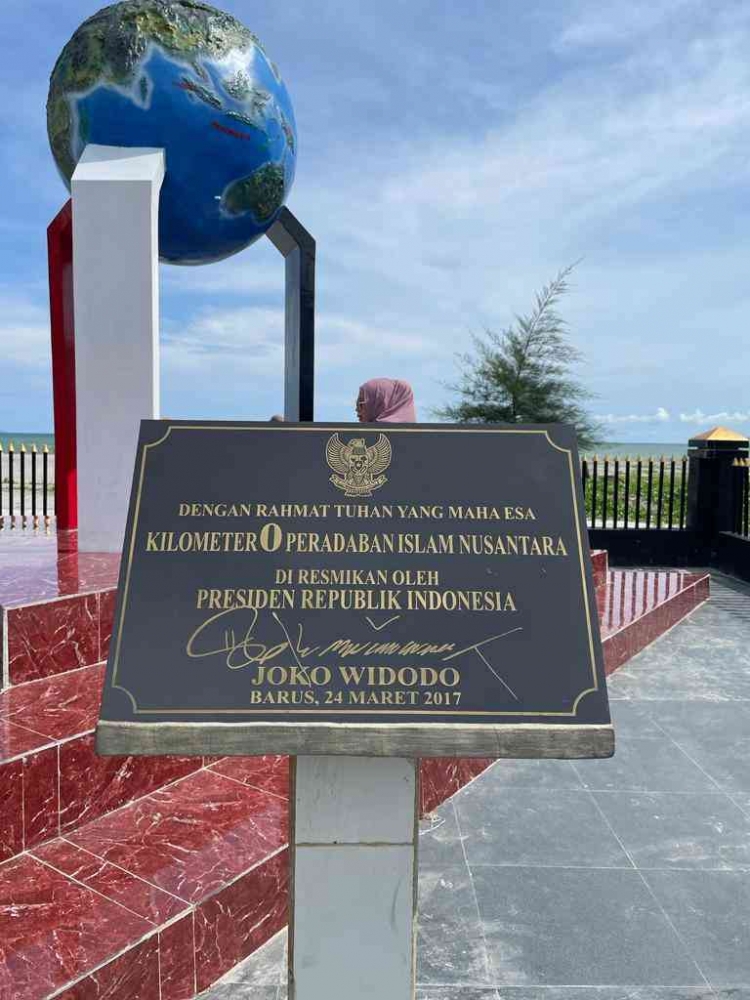 DENGAN RAHMAT TUHAN YANG MAHA ESA
KILOMETER 0 PERADABAN ISLAM NUSANTARA
DI RESMIKAN OLEH
PRESIDEN REPUBLIK INDONESIA
JOKO WIDODO
BARUS, 24 MARET 2017